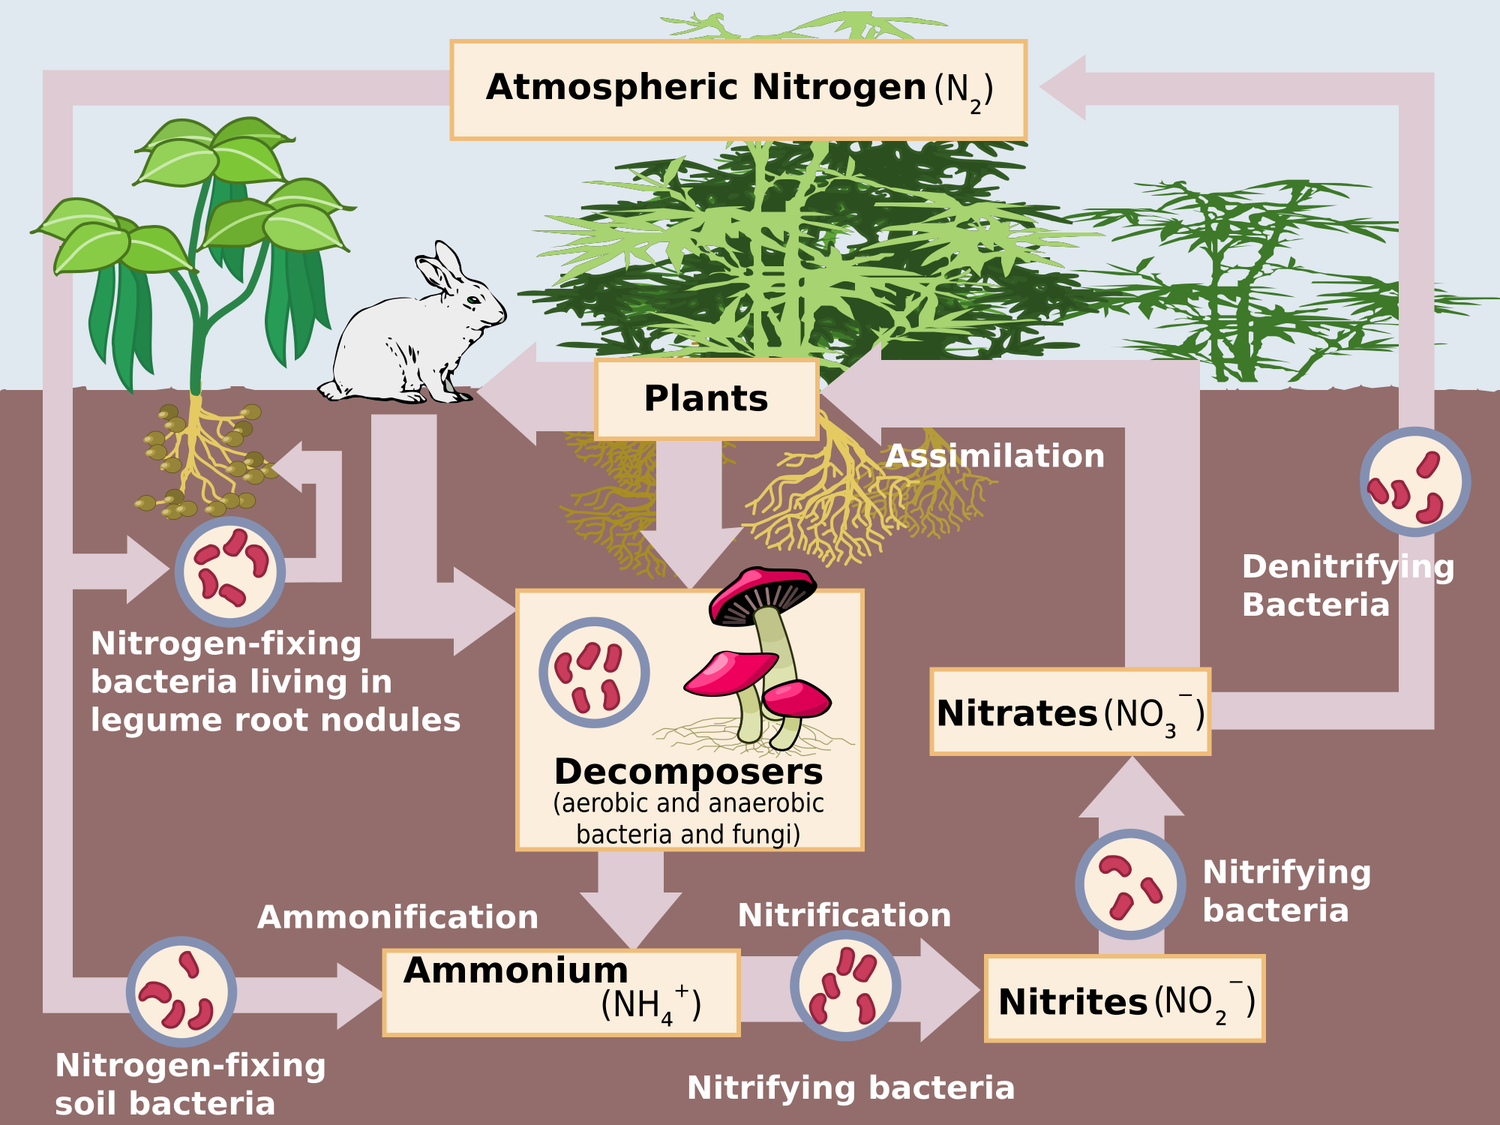 Atmospheric Nitrogen (N₂)
Plants
Assimilation
Denitrifying
Bacteria
Nitrogen-fixing
bacteria living in
legume root nodules
Nitrates (NO₃⁻)
Decomposers
(aerobic and anaerobic
bacteria and fungi)
Nitrifying
bacteria
Ammonification
Nitrification
Ammonium
(NH₄⁺)
Nitrites (NO₂⁻)
Nitrogen-fixing
soil bacteria
Nitrifying bacteria